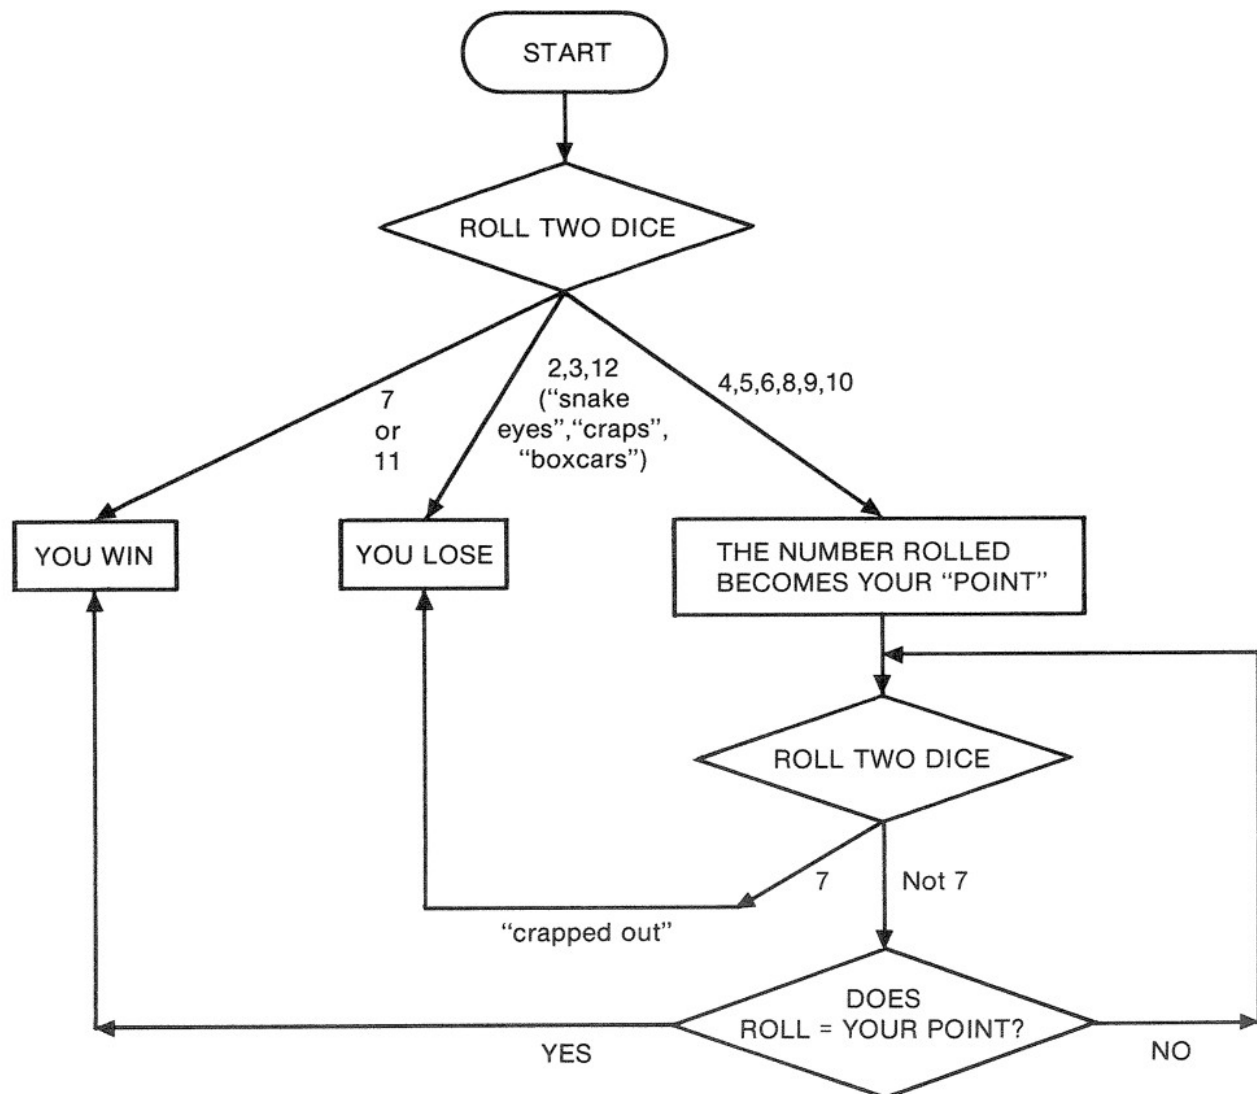 START
ROLL TWO DICE
7
or
11
2,3,12
(“snake
eyes”,“craps”,
“boxcars”)
4,5,6,8,9,10
YOU WIN
YOU LOSE
THE NUMBER ROLLED
BECOMES YOUR “POINT”
ROLL TWO DICE
7
Not 7
“crapped out”
DOES
ROLL = YOUR POINT?
YES
NO